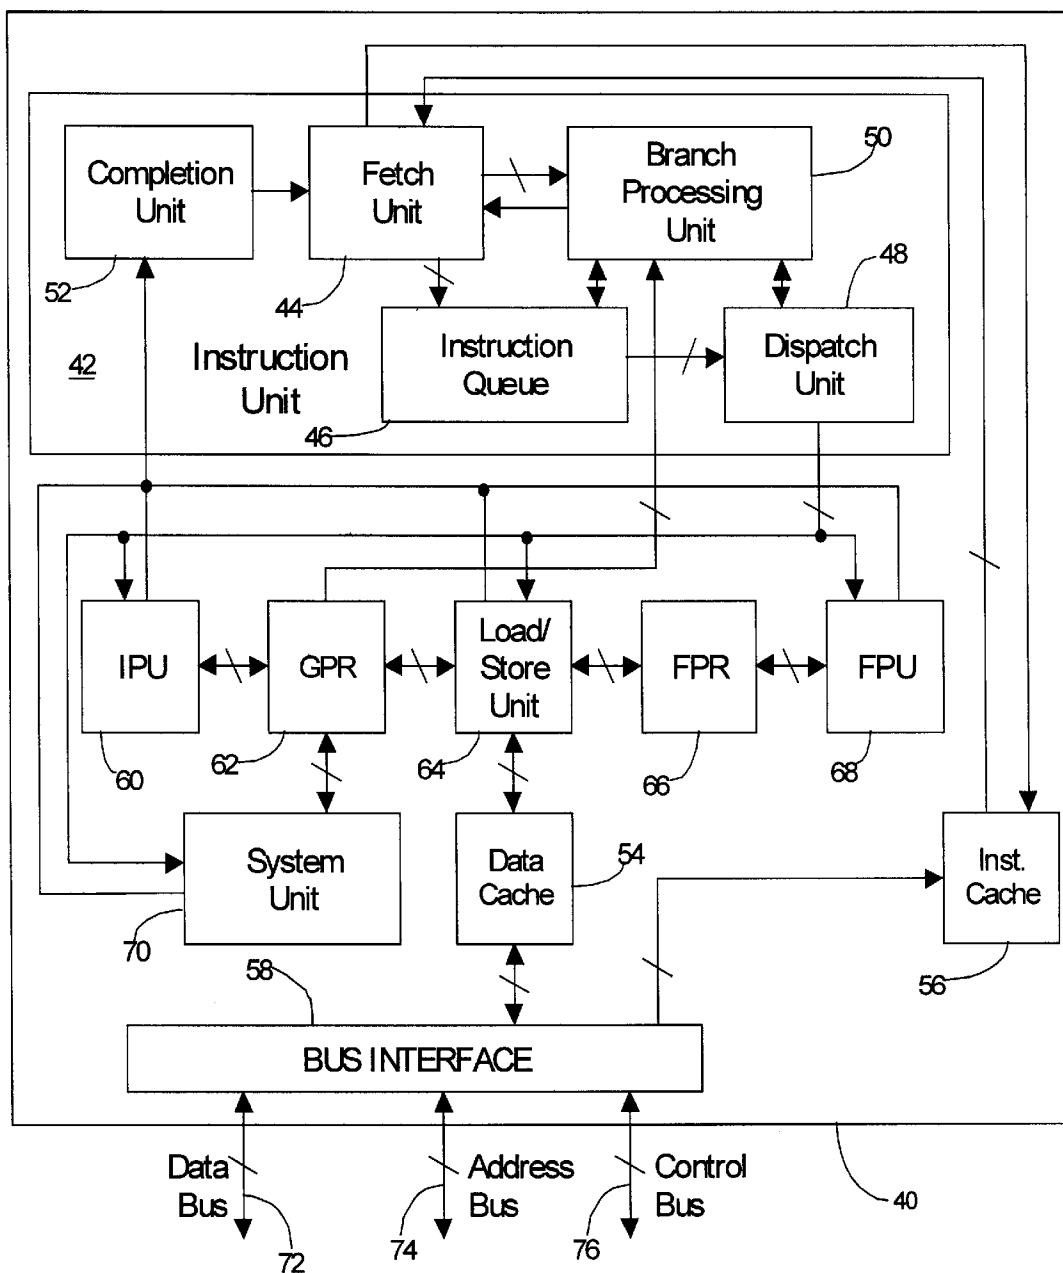 Completion
Unit
Fetch
Unit
Branch
Processing
Unit
50
52
44
48
42
Instruction
Unit
Instruction
Queue
Dispatch
Unit
46
IPU
GPR
Load/
Store
Unit
FPR
FPU
60
62
64
66
68
System
Unit
Data
Cache
54
Inst.
Cache
70
58
56
BUS INTERFACE
Data
Bus
Address
Bus
Control
Bus
40
72
74
76